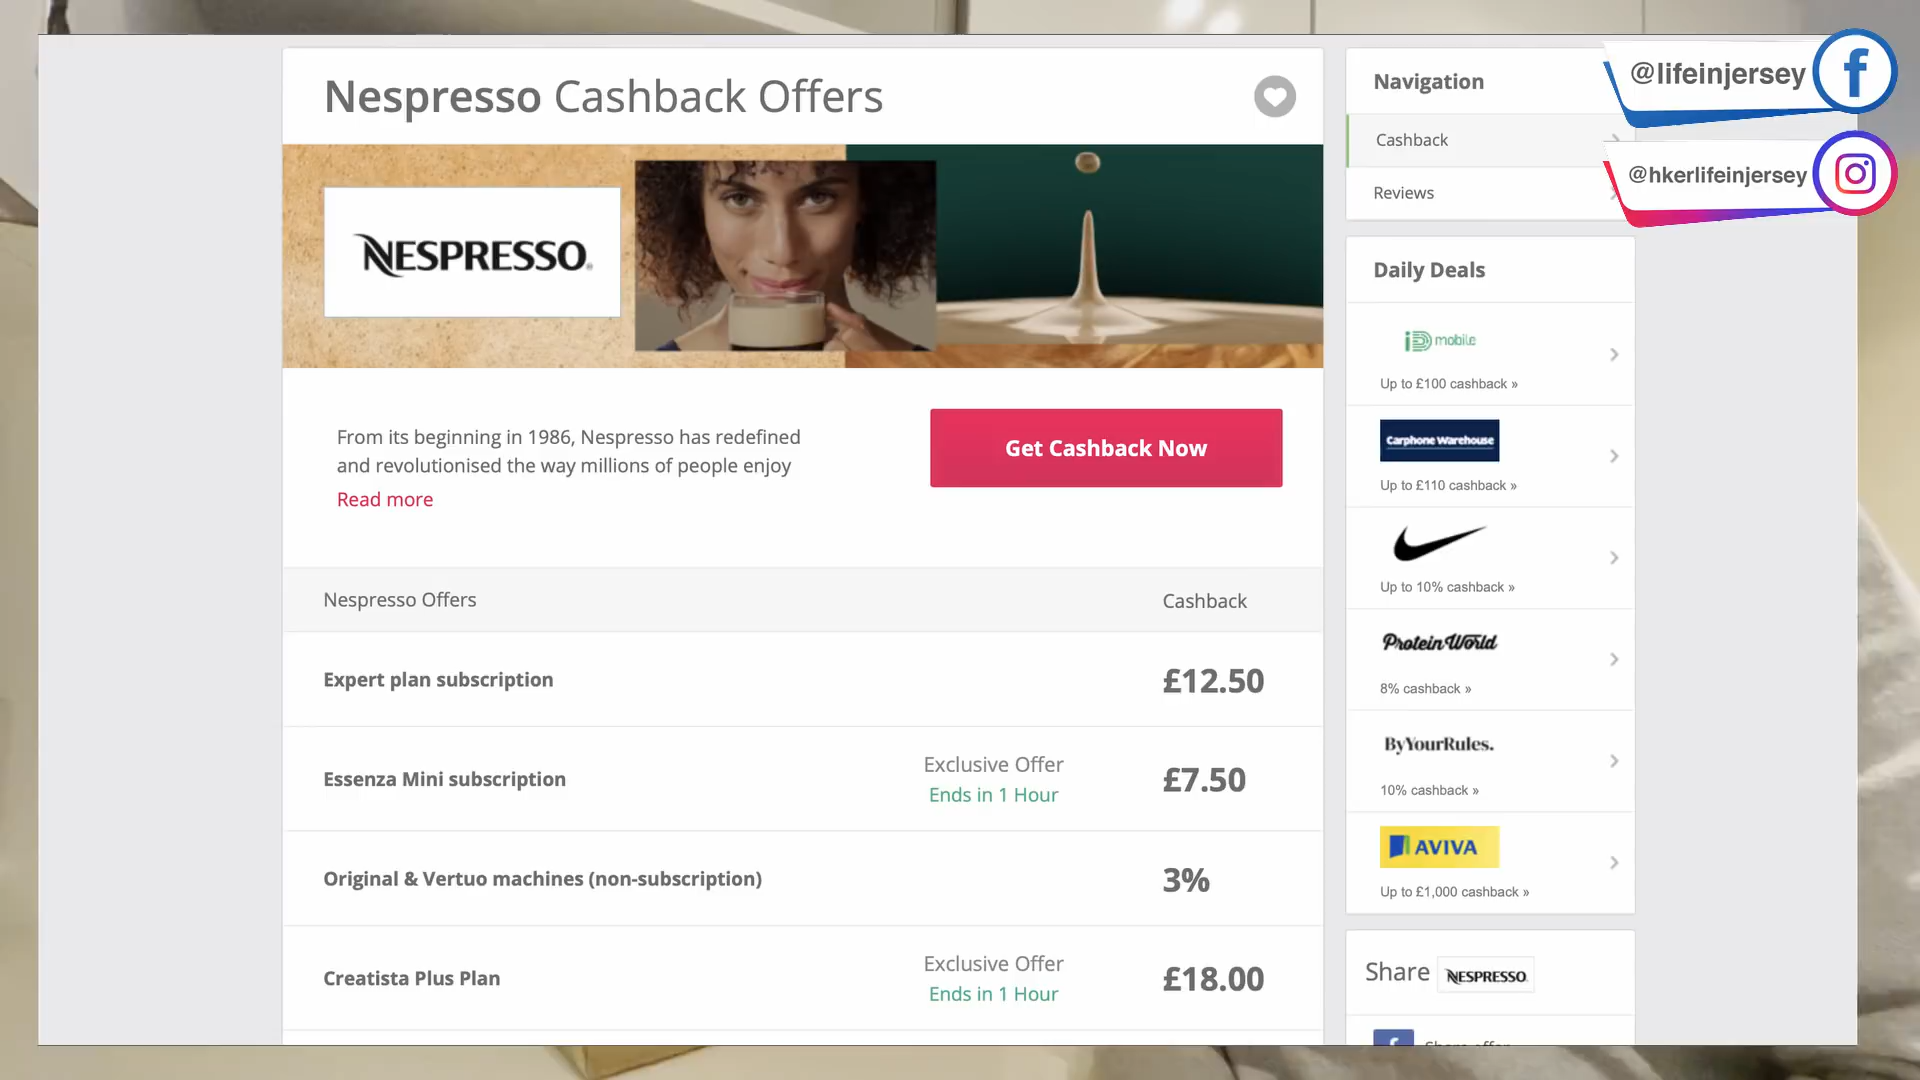 Nespresso Cashback Offers
NESPRESSO
From its beginning in 1986, Nespresso has redefined
and revolutionised the way millions of people enjoy
Read more
Get Cashback Now
Nespresso Offers Cashback
Expert plan subscription £12.50
Essenza Mini subscription Exclusive Offer £7.50
Ends in 1 Hour
Original & Vertuo machines (non-subscription) 3%
Creatista Plus Plan Exclusive Offer £18.00
Ends in 1 Hour
Navigation
Cashback
Reviews
Daily Deals
iD mobile
Up to £100 cashback »
Carphone Warehouse
Up to £110 cashback »
Up to 10% cashback »
Protein World
8% cashback »
ByYourRules.
10% cashback »
AVIVA
Up to £1,000 cashback »
Share NESPRESSO
Share offer
@lifeinjersey
@hkerlifeinjersey